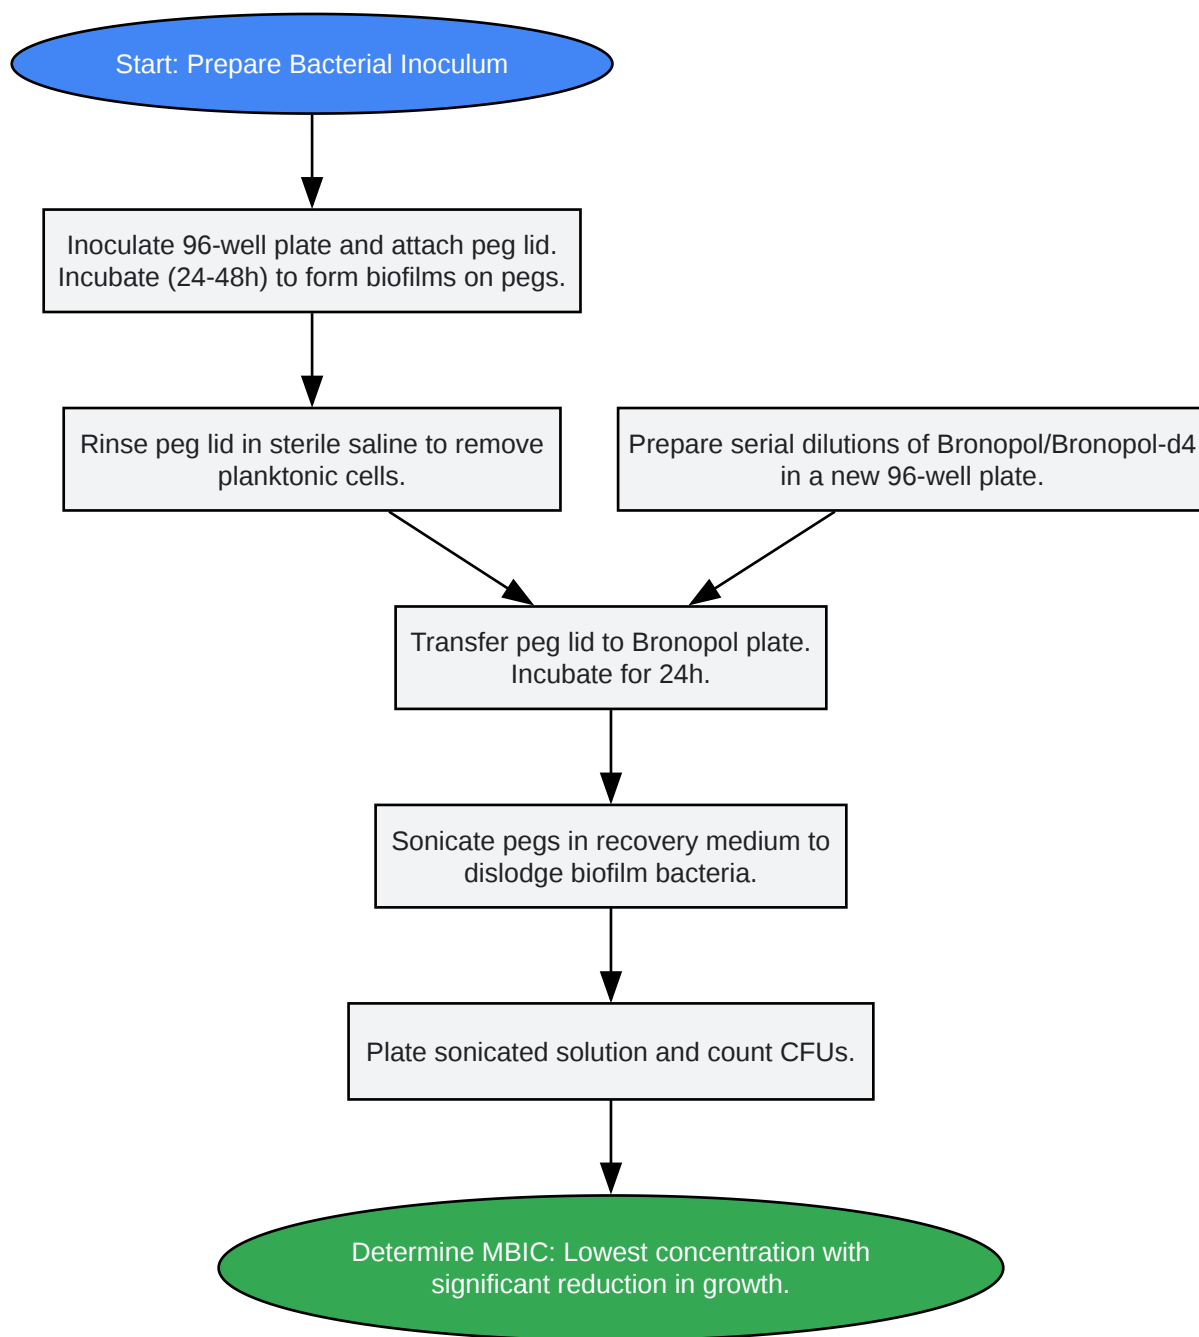 Start: Prepare Bacterial Inoculum
Inoculate 96-well plate and attach peg lid.
Incubate (24-48h) to form biofilms on pegs.
Rinse peg lid in sterile saline to remove
planktonic cells.
Prepare serial dilutions of Bronopol/Bronopol-d4
in a new 96-well plate.
Transfer peg lid to Bronopol plate.
Incubate for 24h.
Sonicate pegs in recovery medium to
dislodge biofilm bacteria.
Plate sonicated solution and count CFUs.
Determine MBIC: Lowest concentration with
significant reduction in growth.